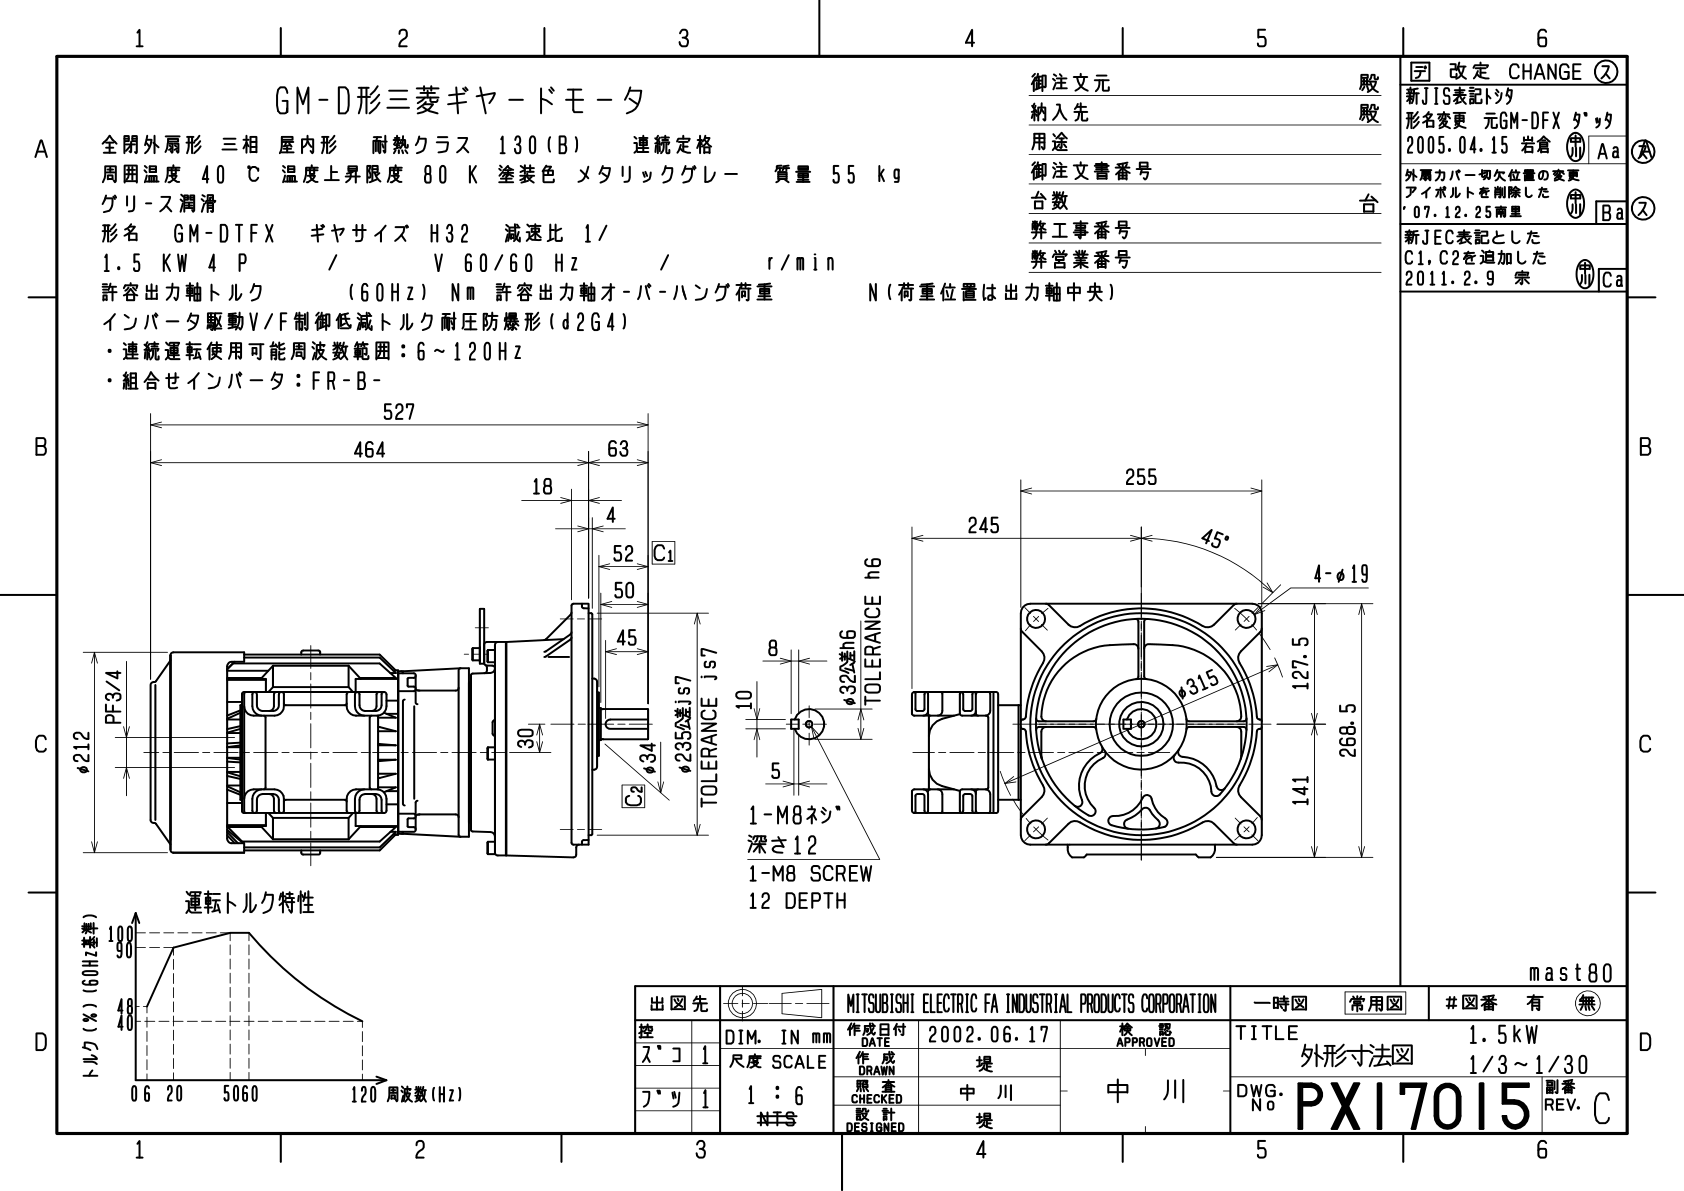 1 2 3 4 5 6
A
B
C
D
GM-D形三菱ギヤードモータ
全閉外扇形 三相 屋内形 耐熱クラス 130(B) 連続定格
周囲温度 40 ℃ 温度上昇限度 80 K 塗装色 メタリックグレー 質量 55 kg
グリース潤滑
形名 GM-DTFX ギヤサイズ H32 減速比 1/
1.5 KW 4 P / V 60/60 Hz / r/min
許容出力軸トルク (60Hz) Nm 許容出力軸オーバーハング荷重 N(荷重位置は出力軸中央)
インバータ駆動V/F制御低減トルク耐圧防爆形(d2G4)
・連続運転使用可能周波数範囲:6~120Hz
・組合せインバータ:FR-B-
御注文元 殿
納入先 殿
用途
御注文書番号
台数 台
弊工事番号
弊営業番号
デ 改定 CHANGE ス
新JIS表記トシタ
形名変更 元GM-DFX ダッタ
2005.04.15 岩倉 中川 Aa
外扇カバー切欠位置の変更
アイボルトを削除した
'07.12.25南里 中川 Ba ス
新JEC表記とした
C1,C2を追加した
2011.2.9 宗 中川 Ca
A
B
C
D
527
464 63
18
4
52 C1
50
45
PF3/4
φ212
30
φ34
C2
φ235公差js7
TOLERANCE js7
8
10
5
φ32公差h6
TOLERANCE h6
1-M8ネジ
深さ12
1-M8 SCREW
12 DEPTH
255
245
45°
4-φ19
φ315
127.5
141
268.5
運転トルク特性
トルク(%)(60Hz基準)
100
90
48
40
0 6 20 50 60 120 周波数(Hz)
mast80
出図先
控
ズコ 1
ブツ 1
DIM. IN mm
尺度 SCALE
1 : 6
NTS
MITSUBISHI ELECTRIC FA INDUSTRIAL PRODUCTS CORPORATION
作成日付 DATE 2002.06.17
作成 DRAWN 堤
照査 CHECKED 中川
設計 DESIGNED 堤
検認 APPROVED
中川
一時図 常用図 #図番 有 無
TITLE 1.5kW
外形寸法図 1/3~1/30
DWG. No PX17015 副番 REV. C
1 2 3 4 5 6